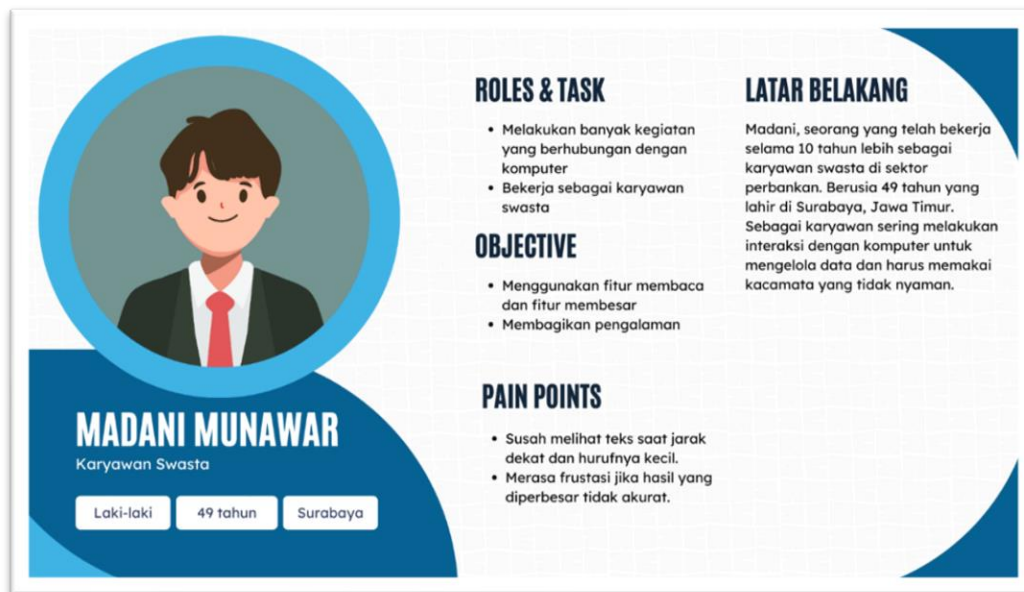 MADANI MUNAWAR
Karyawan Swasta
Laki-laki
49 tahun
Surabaya
ROLES & TASK
• Melakukan banyak kegiatan
yang berhubungan dengan
komputer
• Bekerja sebagai karyawan
swasta
OBJECTIVE
• Menggunakan fitur membaca
dan fitur membesar
• Membagikan pengalaman
PAIN POINTS
• Susah melihat teks saat jarak
dekat dan hurufnya kecil.
• Merasa frustasi jika hasil yang
diperbesar tidak akurat.
LATAR BELAKANG
Madani, seorang yang telah bekerja
selama 10 tahun lebih sebagai
karyawan swasta di sektor
perbankan. Berusia 49 tahun yang
lahir di Surabaya, Jawa Timur.
Sebagai karyawan sering melakukan
interaksi dengan komputer untuk
mengelola data dan harus memakai
kacamata yang tidak nyaman.